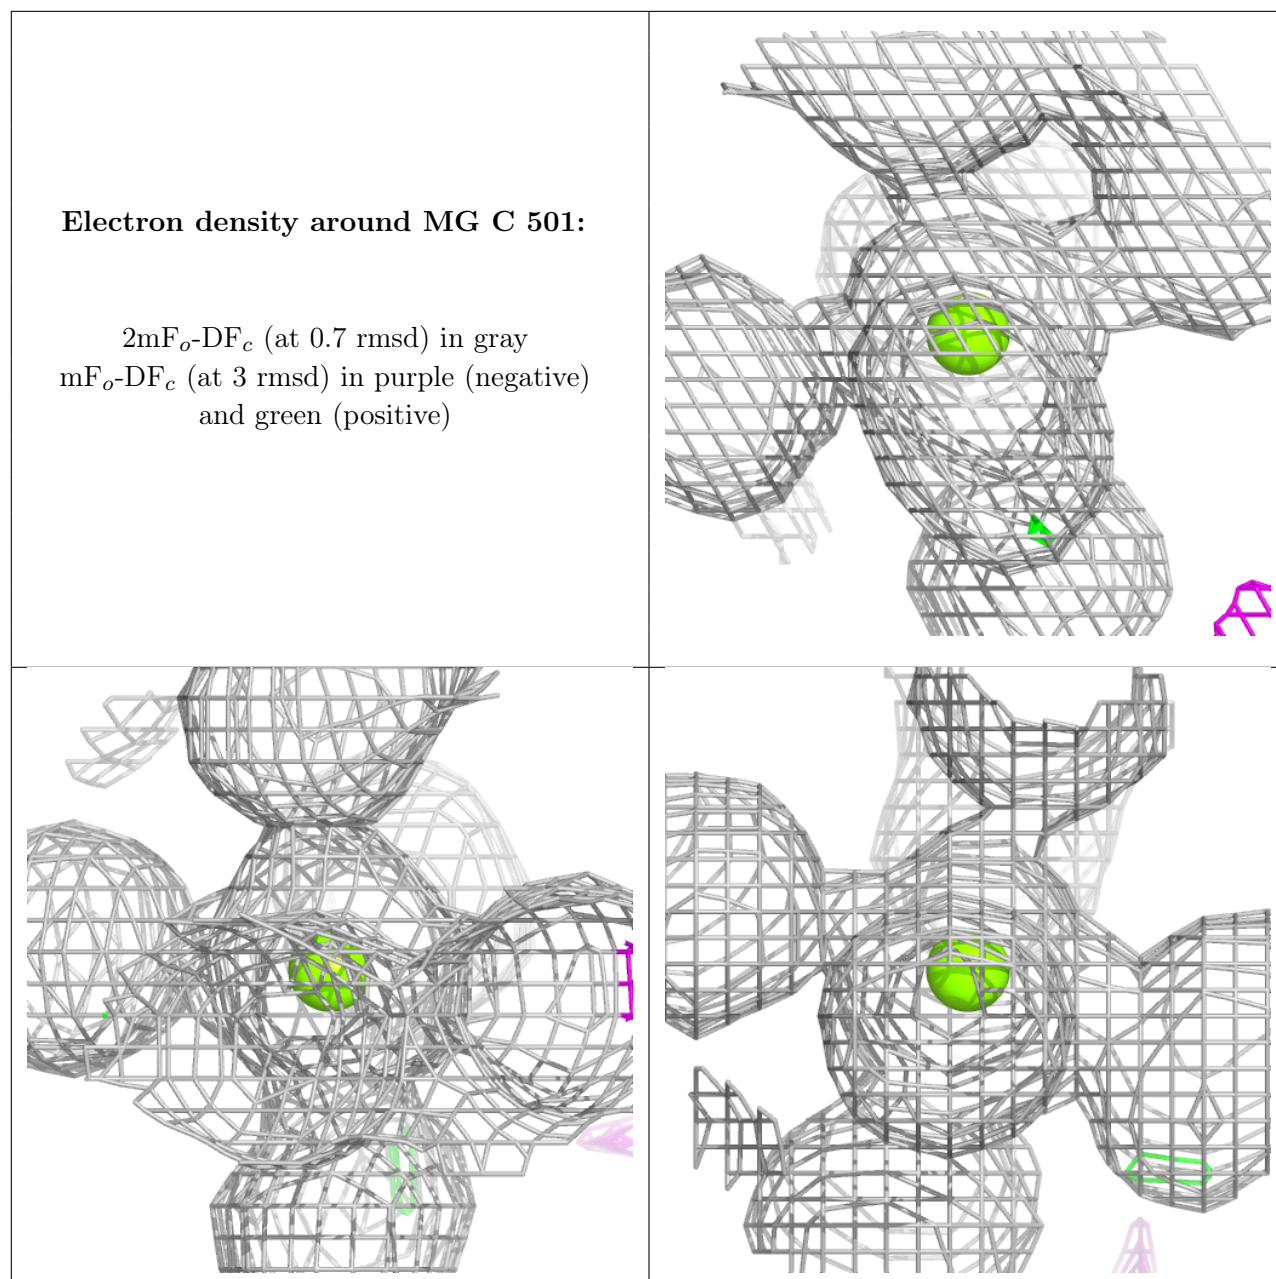 Electron density around MG C 501:
2mFo-DFc (at 0.7 rmsd) in gray
mFo-DFc (at 3 rmsd) in purple (negative)
and green (positive)